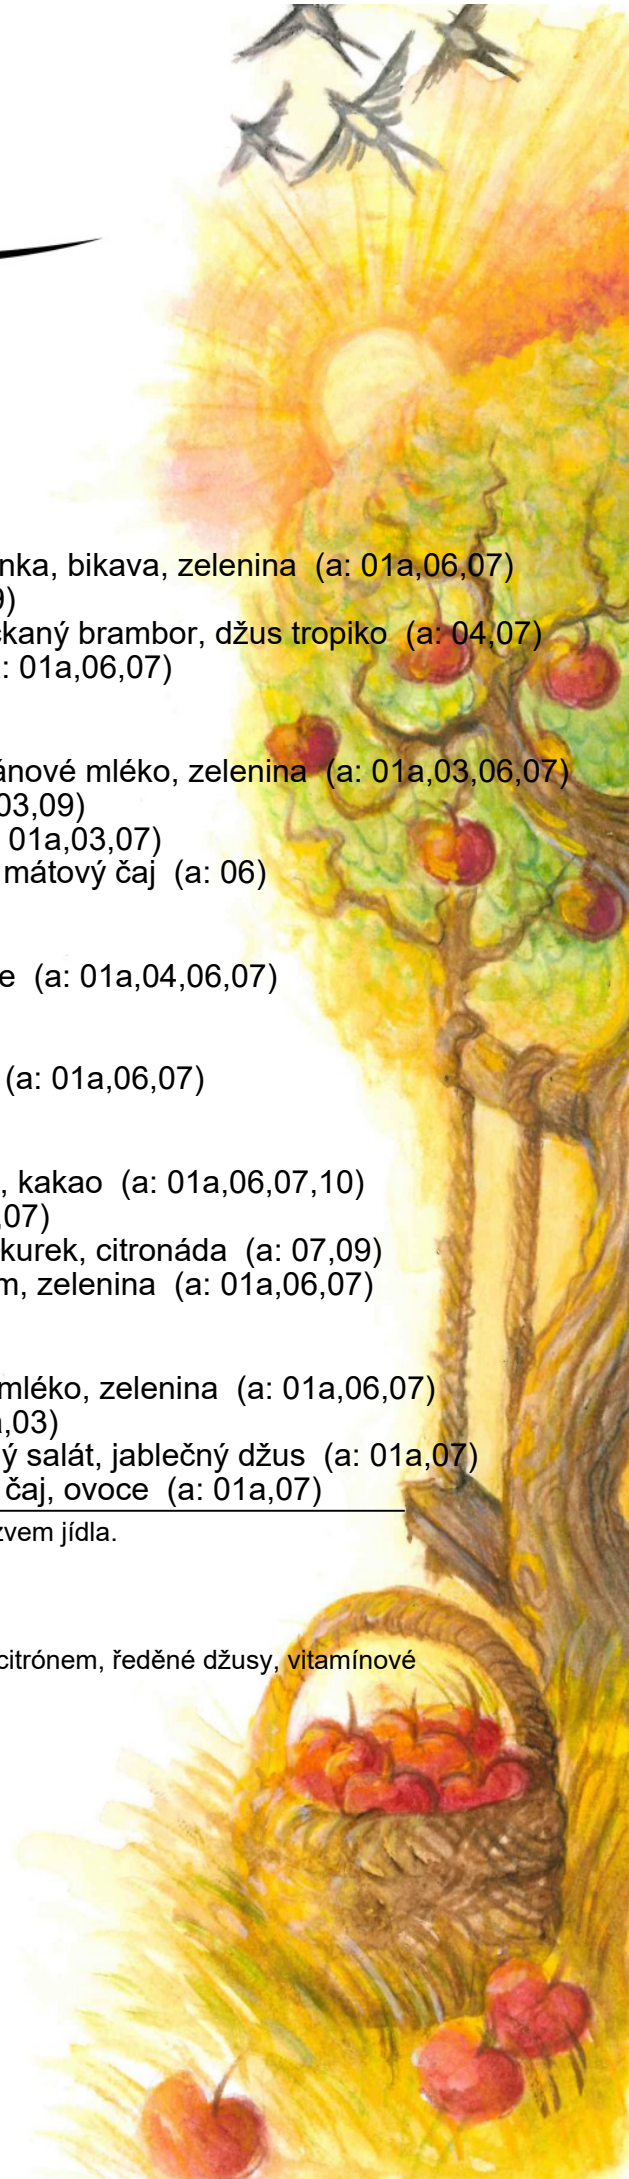 nka, bikava, zelenina (a: 01a,06,07)
9)
čkaný brambor, džus tropiko (a: 04,07)
: 01a,06,07)
ánové mléko, zelenina (a: 01a,03,06,07)
03,09)
01a,03,07)
mátový čaj (a: 06)
e (a: 01a,04,06,07)
(a: 01a,06,07)
, kakao (a: 01a,06,07,10)
,07)
kurek, citronáda (a: 07,09)
m, zelenina (a: 01a,06,07)
mléko, zelenina (a: 01a,06,07)
,03)
ý salát, jablečný džus (a: 01a,07)
čaj, ovoce (a: 01a,07)
zvem jídla.
citrónem, ředěné džusy, vitamínové